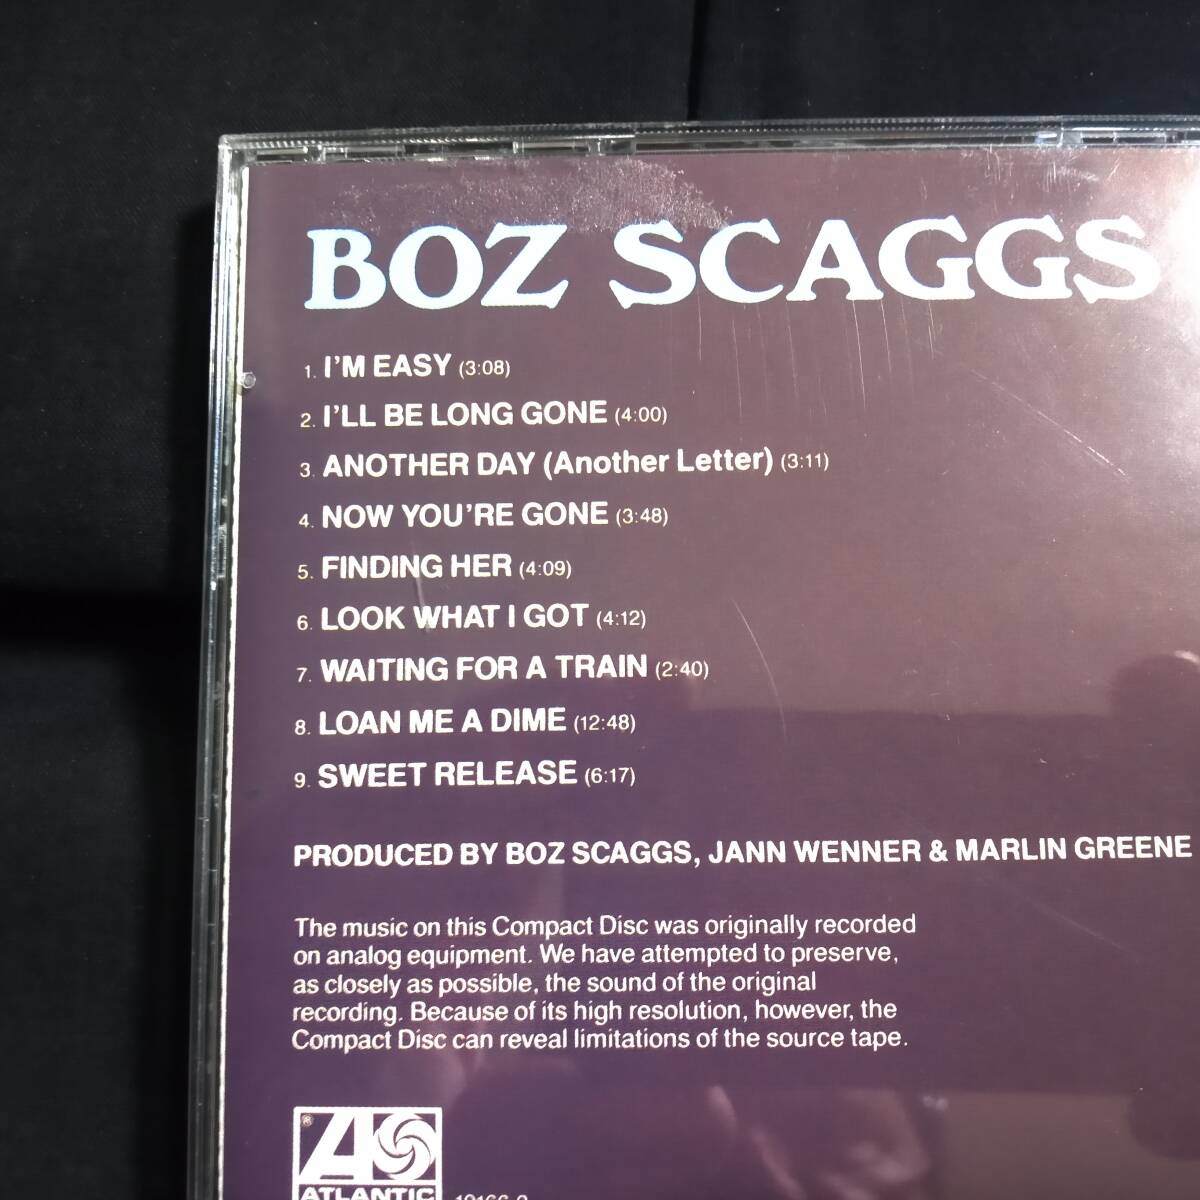 BOZ SCAGGS
1. I'M EASY (3:08)
2. I'LL BE LONG GONE (4:00)
3. ANOTHER DAY (Another Letter) (3:11)
4. NOW YOU'RE GONE (3:48)
5. FINDING HER (4:09)
6. LOOK WHAT I GOT (4:12)
7. WAITING FOR A TRAIN (2:40)
8. LOAN ME A DIME (12:48)
9. SWEET RELEASE (6:17)
PRODUCED BY BOZ SCAGGS, JANN WENNER & MARLIN GREENE
The music on this Compact Disc was originally recorded
on analog equipment. We have attempted to preserve,
as closely as possible, the sound of the original
recording. Because of its high resolution, however, the
Compact Disc can reveal limitations of the source tape.
®
ATLANTIC